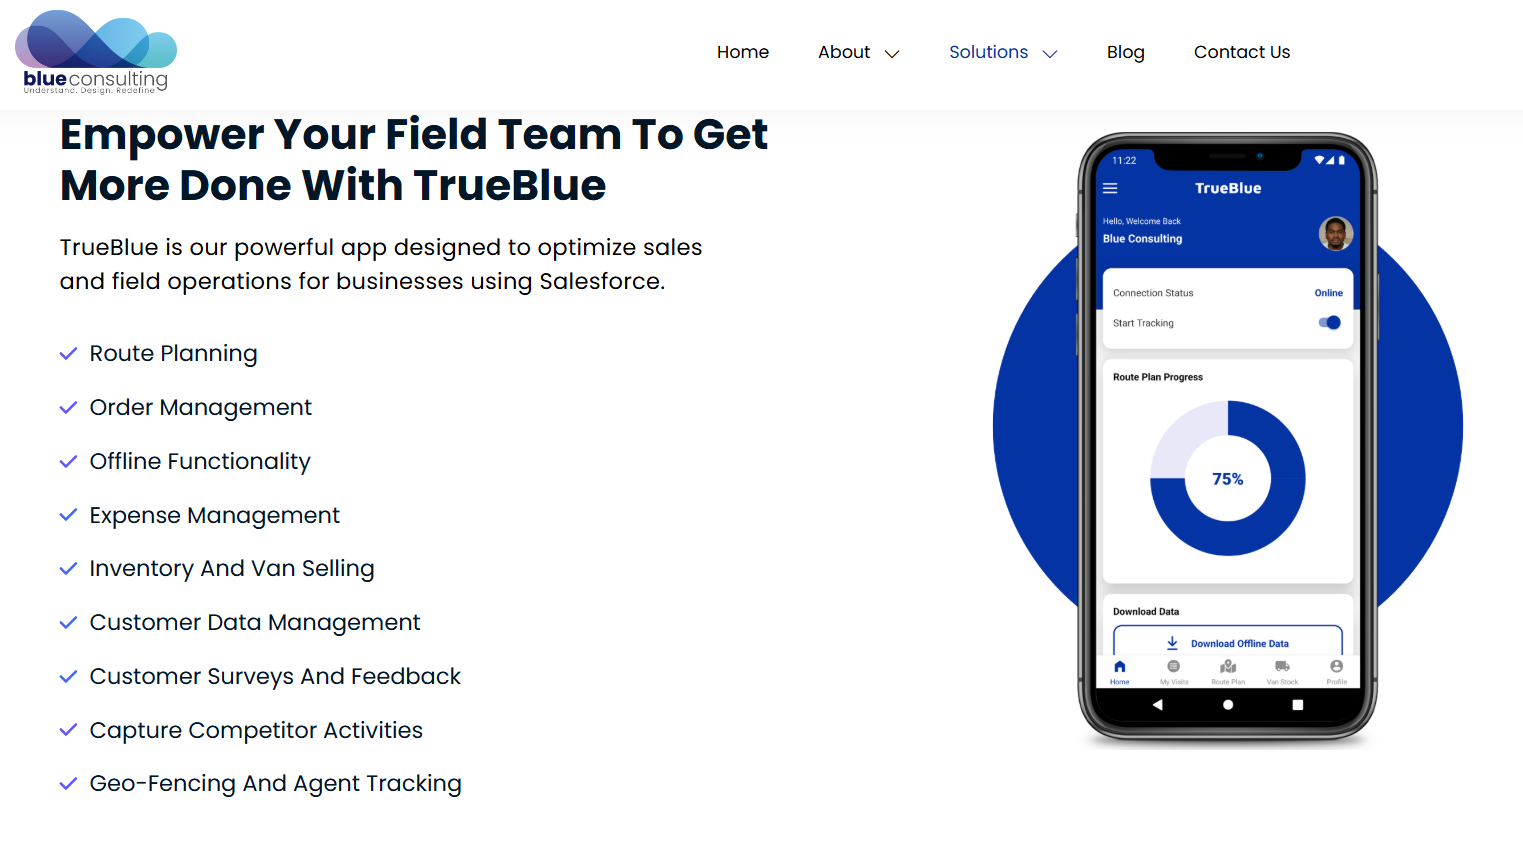 blueconsulting
Understand. Design. Redefine
Home
About
Solutions
Blog
Contact Us
Empower Your Field Team To Get
More Done With TrueBlue
TrueBlue is our powerful app designed to optimize sales
and field operations for businesses using Salesforce.
Route Planning
Order Management
Offline Functionality
Expense Management
Inventory And Van Selling
Customer Data Management
Customer Surveys And Feedback
Capture Competitor Activities
Geo-Fencing And Agent Tracking
11:22
TrueBlue
Hello, Welcome Back
Blue Consulting
Connection Status Online
Start Tracking
Route Plan Progress
75%
Download Data
Download Offline Data
Home My Visits Route Plan Van Stock Profile